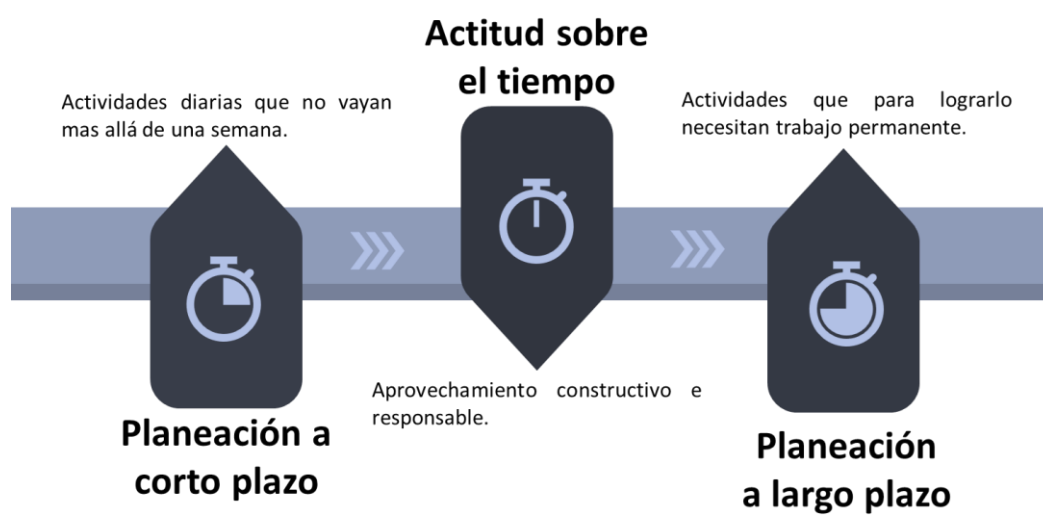 Actividades diarias que no vayan
mas allá de una semana.
Planeación a
corto plazo
Actitud sobre
el tiempo
Aprovechamiento constructivo e
responsable.
Actividades que para lograrlo
necesitan trabajo permanente.
Planeación
a largo plazo